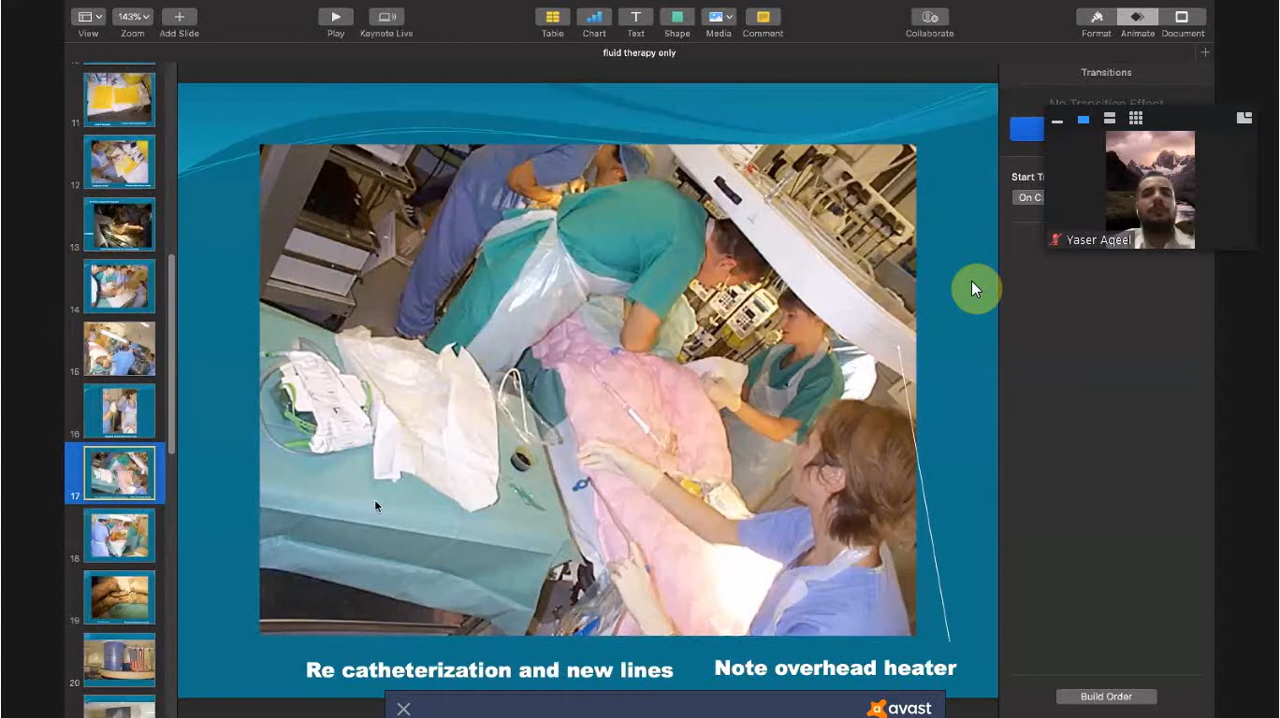 143%
View
Zoom
Add Slide
Play
Keynote Live
Table
Chart
Text
Shape
Media
Comment
Collaborate
Format
Animate
Document
fluid therapy only
Transitions
No Transition Effect
Start T
On C
Yaser Aqeel
11
12
13
14
15
16
17
18
19
20
Re catheterization and new lines
Note overhead heater
avast
Build Order